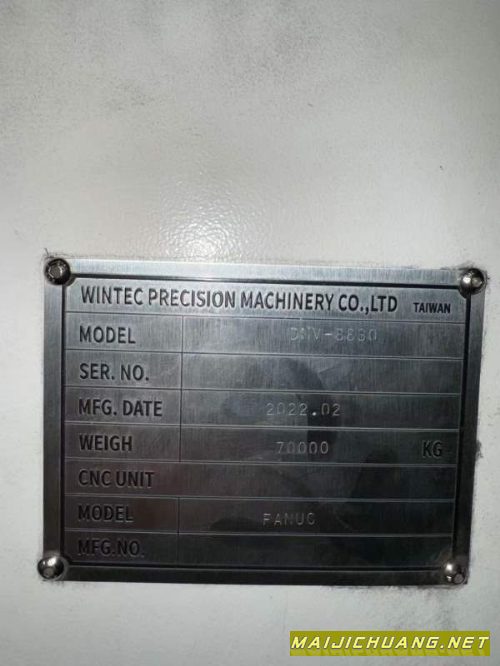 WINTEC PRECISION MACHINERY CO.,LTD TAIWAN
MODEL
SER. NO.
MFG. DATE 2022.02
WEIGH 70000 KG
CNC UNIT
MODEL FANUC
MFG.NO.
MAIJICHUANG.NET